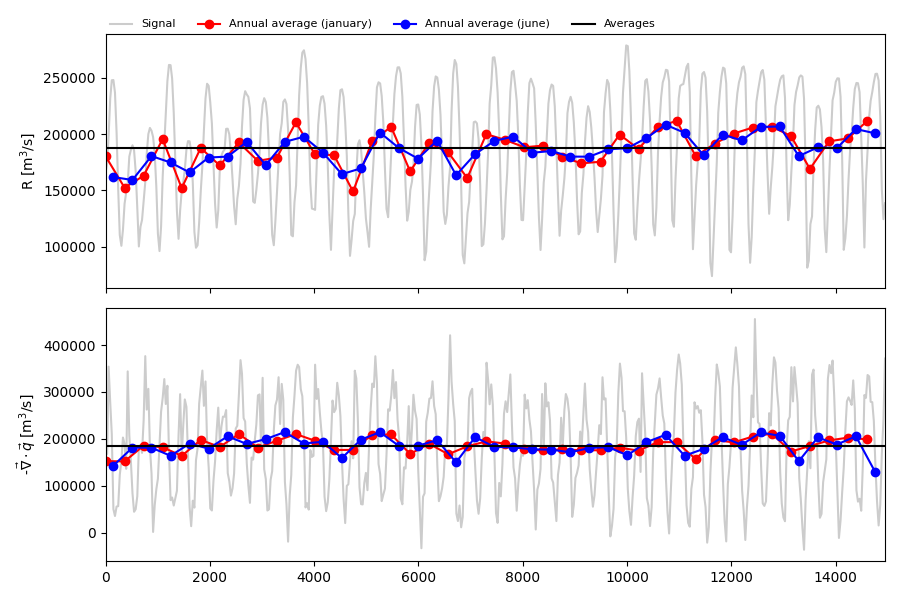 Signal Annual average (january) Annual average (june) Averages
R [m³/s]
250000
200000
150000
100000
-∇⃗ · q⃗ [m³/s]
400000
300000
200000
100000
0
0 2000 4000 6000 8000 10000 12000 14000